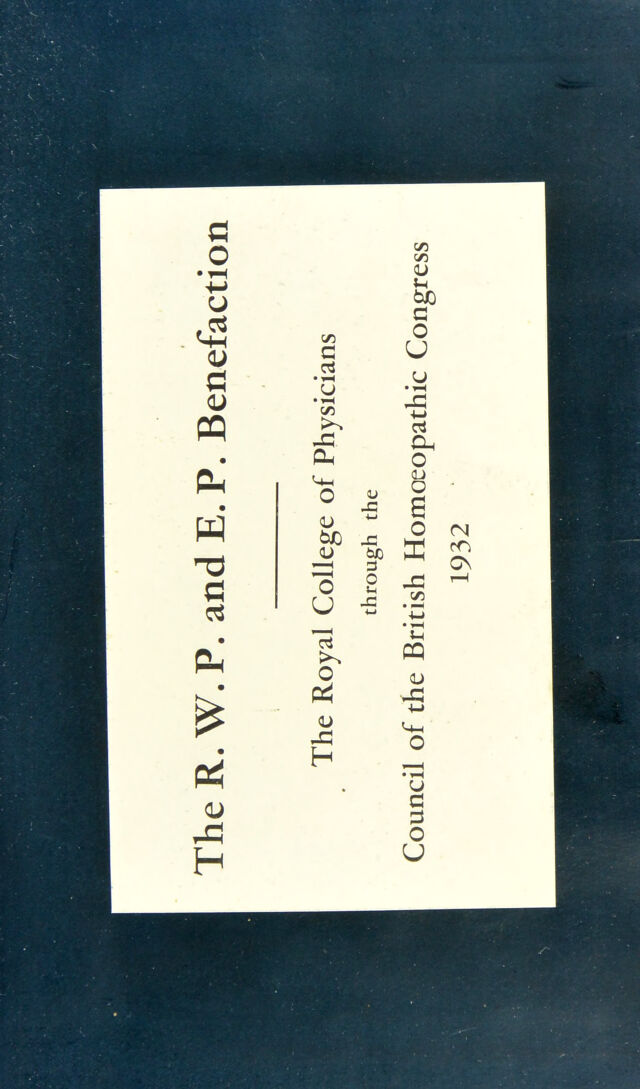 The R. W. P. and E. P. Benefaction
The Royal College of Physicians
through the
Council of the British Homœopathic Congress
1932